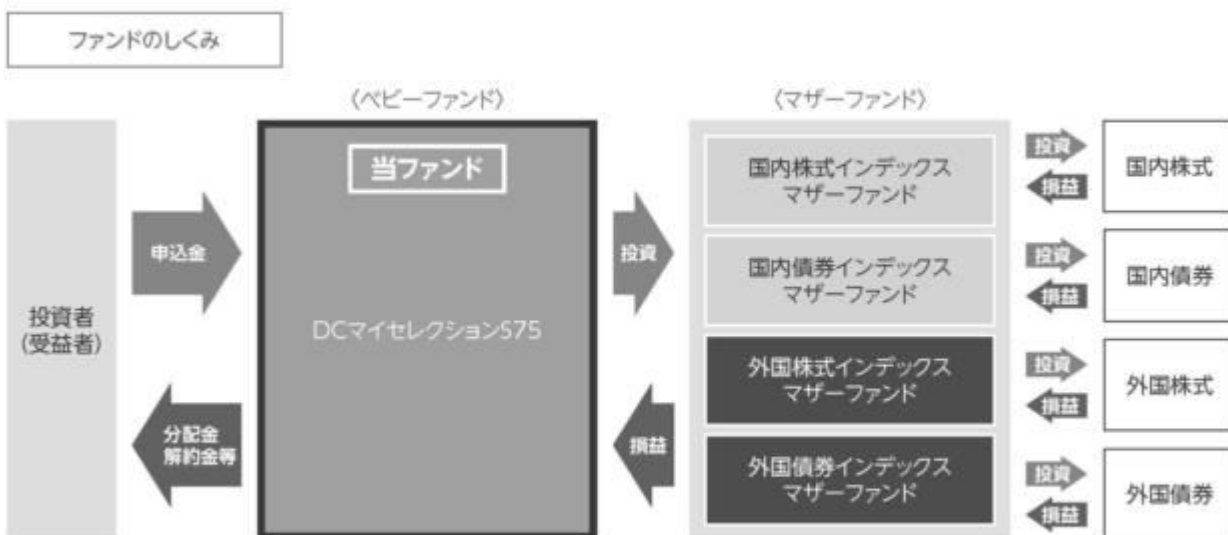 ファンドのしくみ
〈ベビーファンド〉
〈マザーファンド〉
投資者
(受益者)
申込金
分配金
解約金等
当ファンド
DCマイセレクションS75
投資
損益
国内株式インデックス
マザーファンド
国内債券インデックス
マザーファンド
外国株式インデックス
マザーファンド
外国債券インデックス
マザーファンド
投資
損益
国内株式
投資
損益
国内債券
投資
損益
外国株式
投資
損益
外国債券